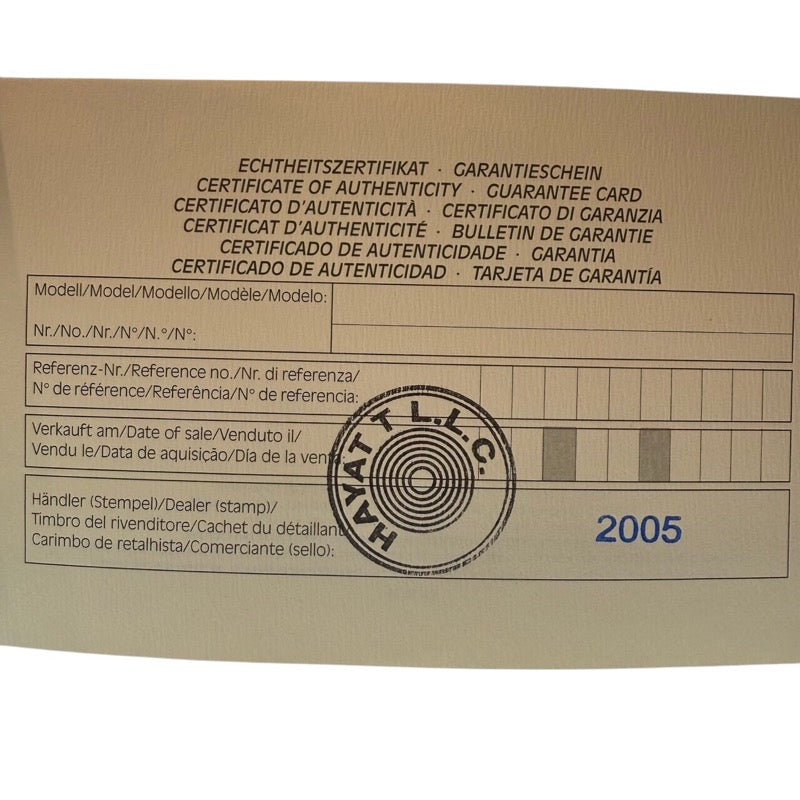 ECHTHEITSZERTIFIKAT · GARANTIESCHEIN
CERTIFICATE OF AUTHENTICITY · GUARANTEE CARD
CERTIFICATO D'AUTENTICITÀ · CERTIFICATO DI GARANZIA
CERTIFICAT D'AUTHENTICITÉ · BULLETIN DE GARANTIE
CERTIFICADO DE AUTENTICIDADE · GARANTIA
CERTIFICADO DE AUTENTICIDAD · TARJETA DE GARANTÍA
Modell/Model/Modello/Modèle/Modelo:
Nr./No./Nr./N°/N.°/N°:
Referenz-Nr./Reference no./Nr. di referenza/
N° de référence/Referência/N° de referencia:
Verkauft am/Date of sale/Venduto il/
Vendu le/Data de aquisição/Día de la venta:
Händler (Stempel)/Dealer (stamp)/
Timbro del rivenditore/Cachet du détaillant/
Carimbo de retalhista/Comerciante (sello):
HAYAT T L.L.C.
2005